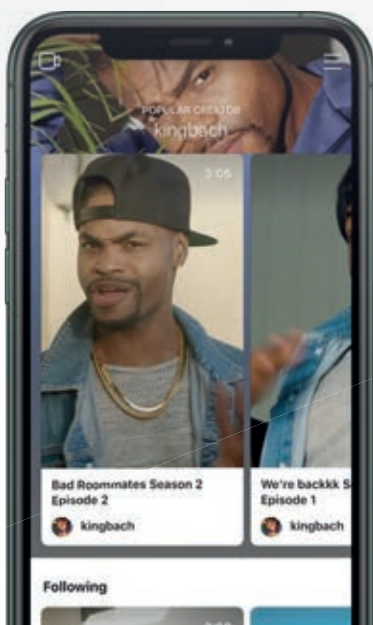 POPULAR CREATOR
kingbach
3:05
Bad Roommates Season 2
Episode 2
kingbach
We're backkk S
Episode 1
kingbach
Following